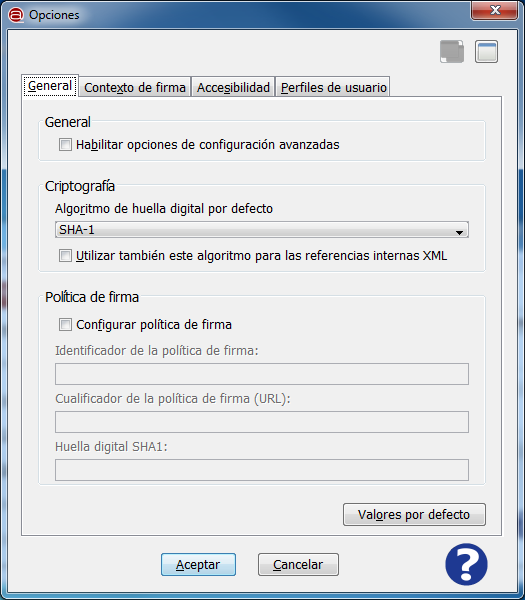 Opciones
General
Contexto de firma
Accesibilidad
Perfiles de usuario
General
Habilitar opciones de configuración avanzadas
Criptografía
Algoritmo de huella digital por defecto
SHA-1
Utilizar también este algoritmo para las referencias internas XML
Política de firma
Configurar política de firma
Identificador de la política de firma:
Cualificador de la política de firma (URL):
Huella digital SHA1:
Valores por defecto
Aceptar
Cancelar
?